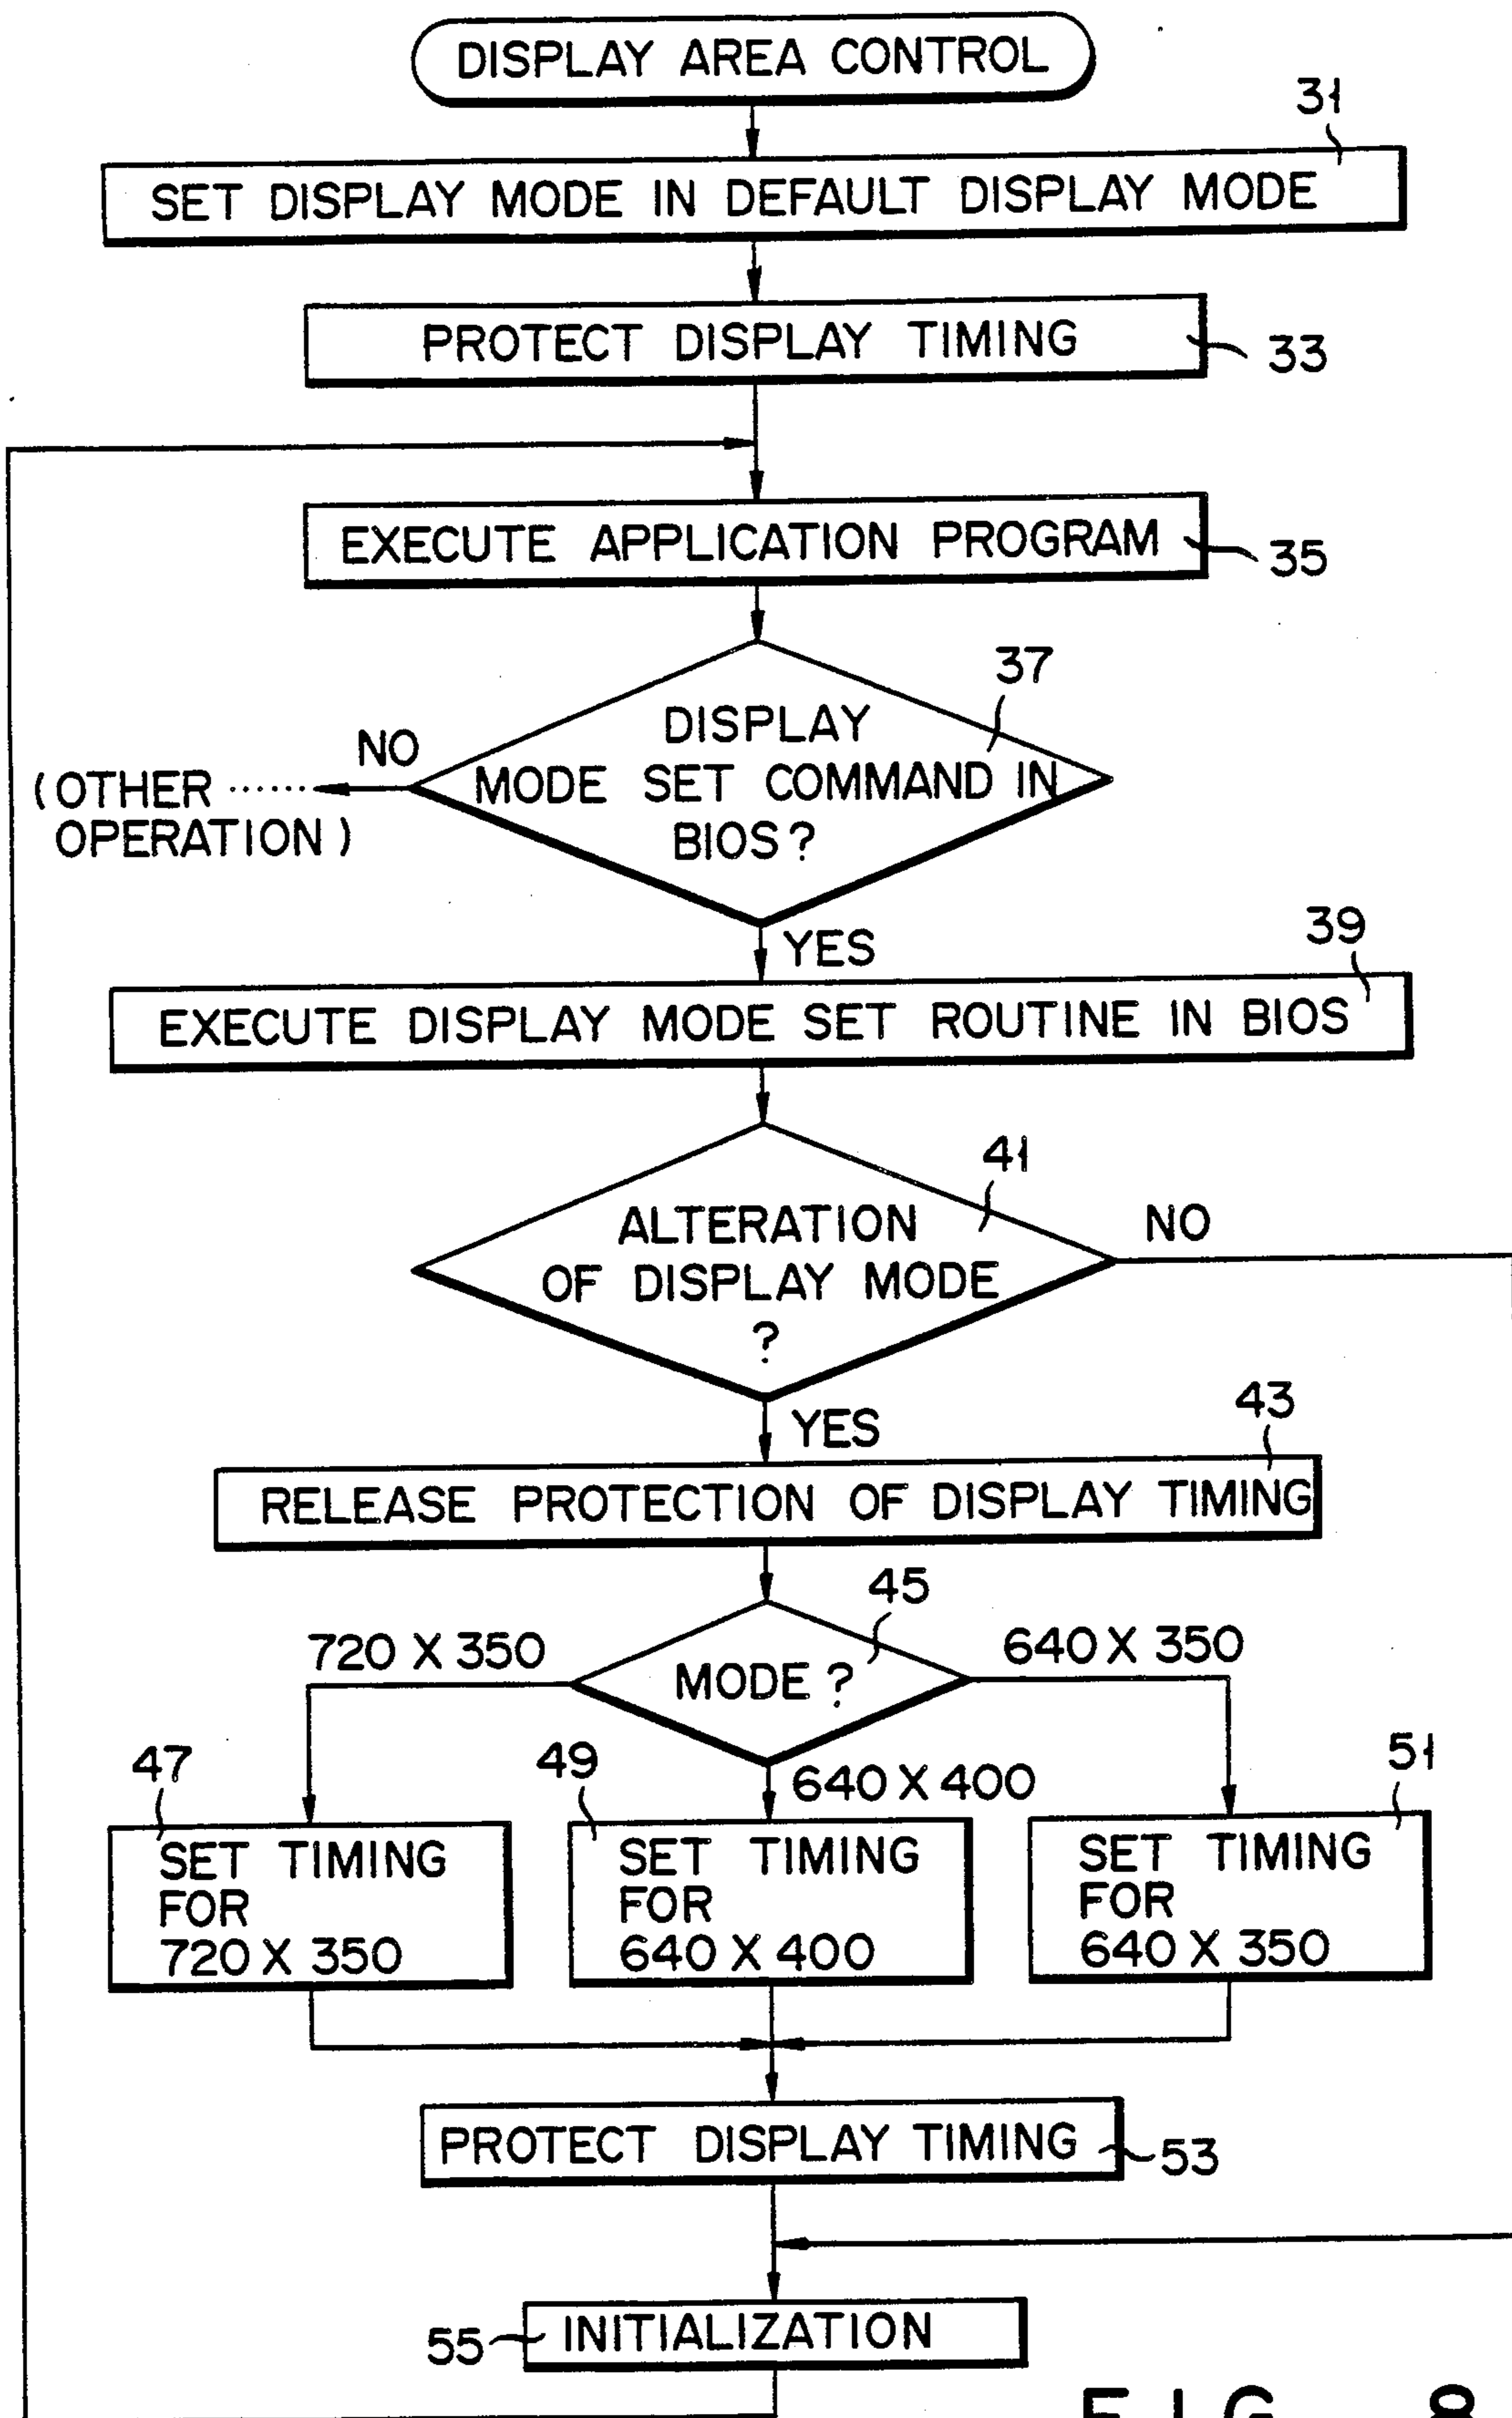 DISPLAY AREA CONTROL
31
SET DISPLAY MODE IN DEFAULT DISPLAY MODE
PROTECT DISPLAY TIMING
33
EXECUTE APPLICATION PROGRAM
35
37
DISPLAY
MODE SET COMMAND IN
BIOS?
NO
(OTHER ......
OPERATION)
YES
39
EXECUTE DISPLAY MODE SET ROUTINE IN BIOS
41
ALTERATION
OF DISPLAY MODE
?
NO
YES
43
RELEASE PROTECTION OF DISPLAY TIMING
45
MODE?
720 X 350
640 X 350
640 X 400
47
SET TIMING
FOR
720 X 350
49
SET TIMING
FOR
640 X 400
51
SET TIMING
FOR
640 X 350
PROTECT DISPLAY TIMING
53
55
INITIALIZATION
FIG. 8